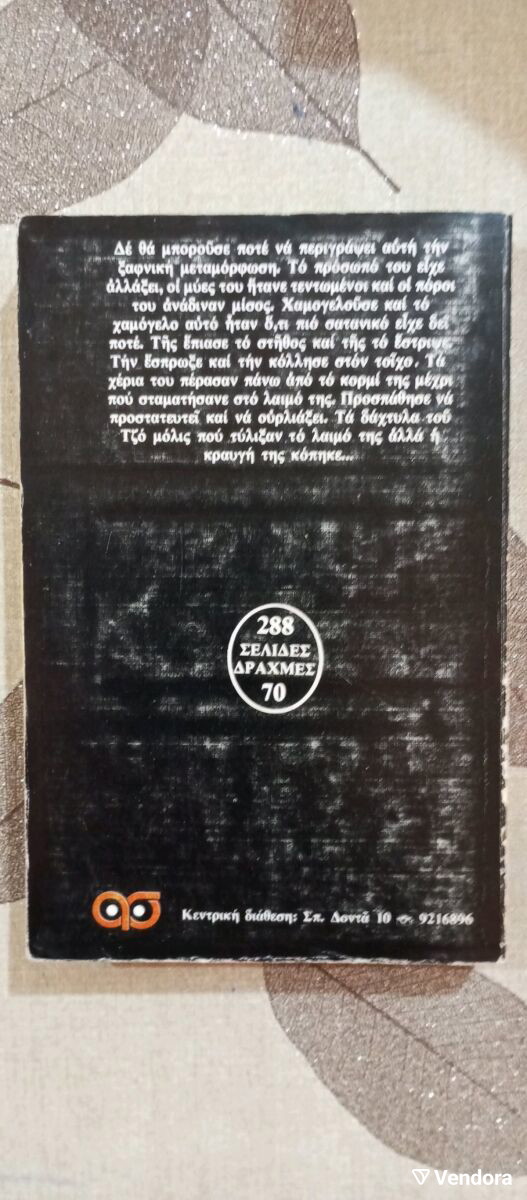 Δέ θά μποροῦσε ποτέ νά περιγράψει αὐτή τήν
ξαφνική μεταμόρφωση. Τό πρόσωπό του εἶχε
ἀλλάξει, οἱ μύες του ἤτανε τεντωμένοι καί οἱ πόροι
του ἀνάδιναν μίσος. Χαμογελοῦσε καί τό
χαμόγελο αὐτό ἦταν ὅ,τι πιό σατανικό εἶχε δεῖ
ποτέ. Τῆς ἔπιασε τό στῆθος καί τῆς τό ἔστριψε.
Τήν ἔσπρωξε καί τήν κόλλησε στόν τοῖχο. Τά
χέρια του πέρασαν πάνω ἀπό τό κορμί της μέχρι
πού σταματήσανε στό λαιμό της. Προσπάθησε νά
προστατευτεῖ καί νά οὐρλιάξει. Τά δάχτυλα τοῦ
Τζό μόλις πού τύλιξαν τό λαιμό της ἀλλά ἡ
κραυγή της κόπηκε...
288
ΣΕΛΙΔΕΣ
ΔΡΑΧΜΕΣ
70
Κεντρική διάθεση: Σπ. Δοντᾶ 10 9216896
Vendora